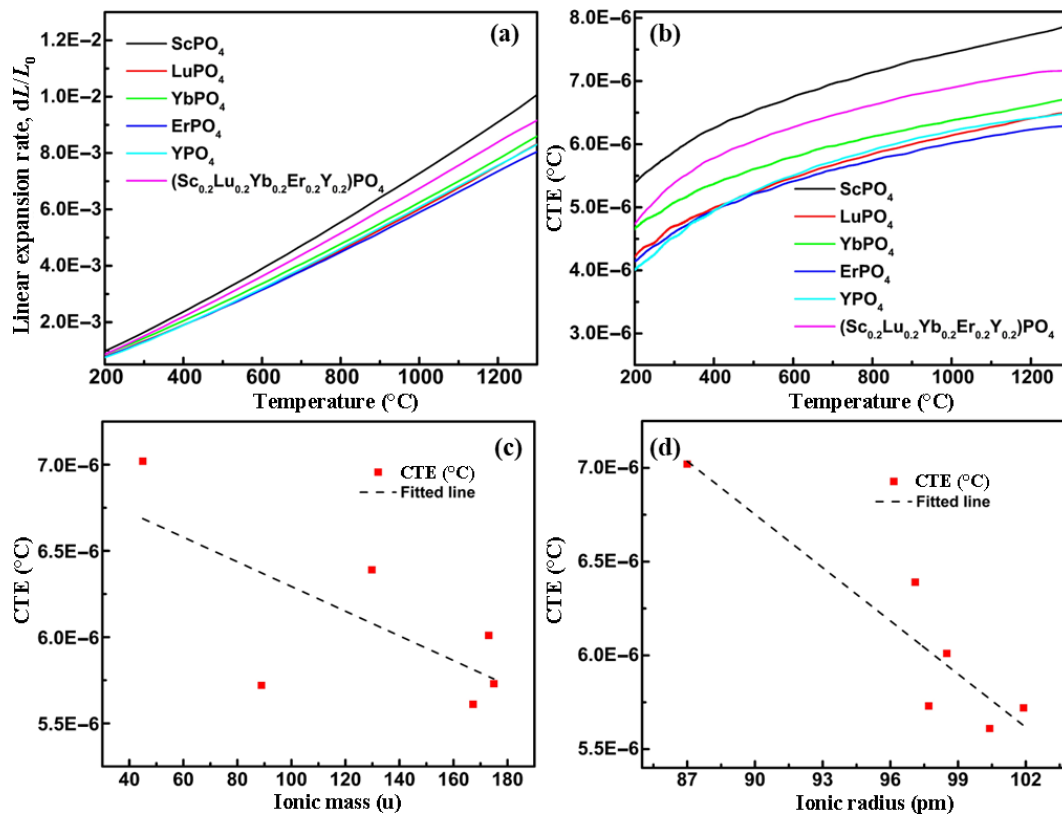 (a)
Linear expansion rate, dL/L₀
1.2E−2
1.0E−2
8.0E−3
6.0E−3
4.0E−3
2.0E−3
ScPO₄
LuPO₄
YbPO₄
ErPO₄
YPO₄
(Sc₀.₂Lu₀.₂Yb₀.₂Er₀.₂Y₀.₂)PO₄
200 400 600 800 1000 1200
Temperature (°C)
(b)
CTE (°C)
8.0E−6
7.0E−6
6.0E−6
5.0E−6
4.0E−6
3.0E−6
ScPO₄
LuPO₄
YbPO₄
ErPO₄
YPO₄
(Sc₀.₂Lu₀.₂Yb₀.₂Er₀.₂Y₀.₂)PO₄
200 400 600 800 1000 1200
Temperature (°C)
(c)
CTE (°C)
7.0E−6
6.5E−6
6.0E−6
5.5E−6
CTE (°C)
Fitted line
40 60 80 100 120 140 160 180
Ionic mass (u)
(d)
CTE (°C)
7.0E−6
6.5E−6
6.0E−6
5.5E−6
CTE (°C)
Fitted line
87 90 93 96 99 102
Ionic radius (pm)